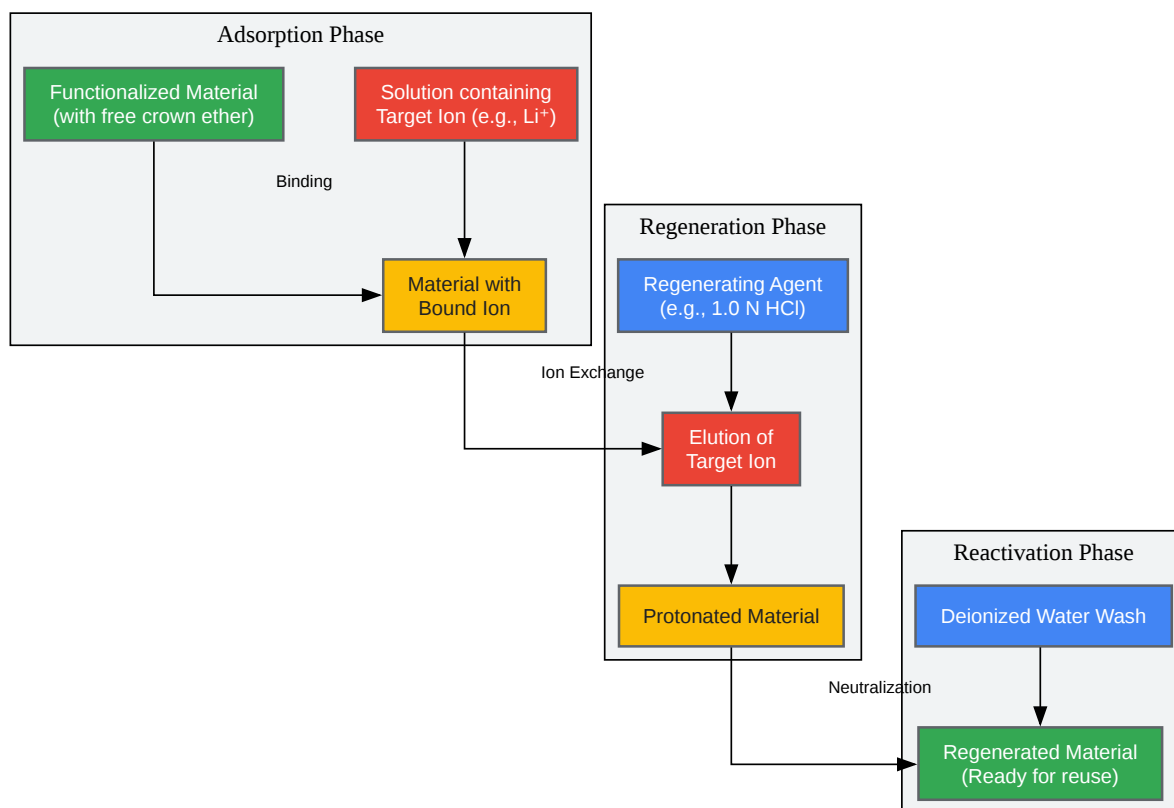 Adsorption Phase
Functionalized Material
(with free crown ether)
Solution containing
Target Ion (e.g., Li⁺)
Binding
Material with
Bound Ion
Regeneration Phase
Regenerating Agent
(e.g., 1.0 N HCl)
Ion Exchange
Elution of
Target Ion
Protonated Material
Reactivation Phase
Deionized Water Wash
Neutralization
Regenerated Material
(Ready for reuse)